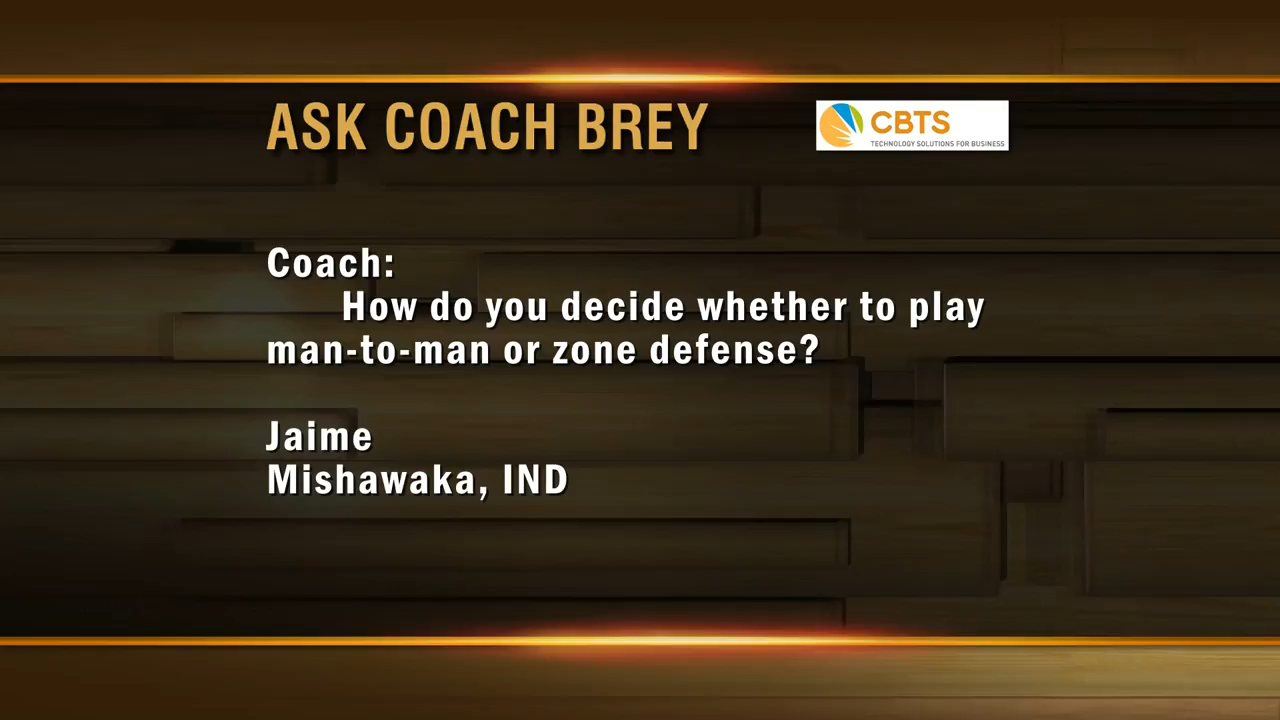 ASK COACH BREY
CBTS
TECHNOLOGY SOLUTIONS FOR BUSINESS
Coach:
How do you decide whether to play
man-to-man or zone defense?
Jaime
Mishawaka, IND